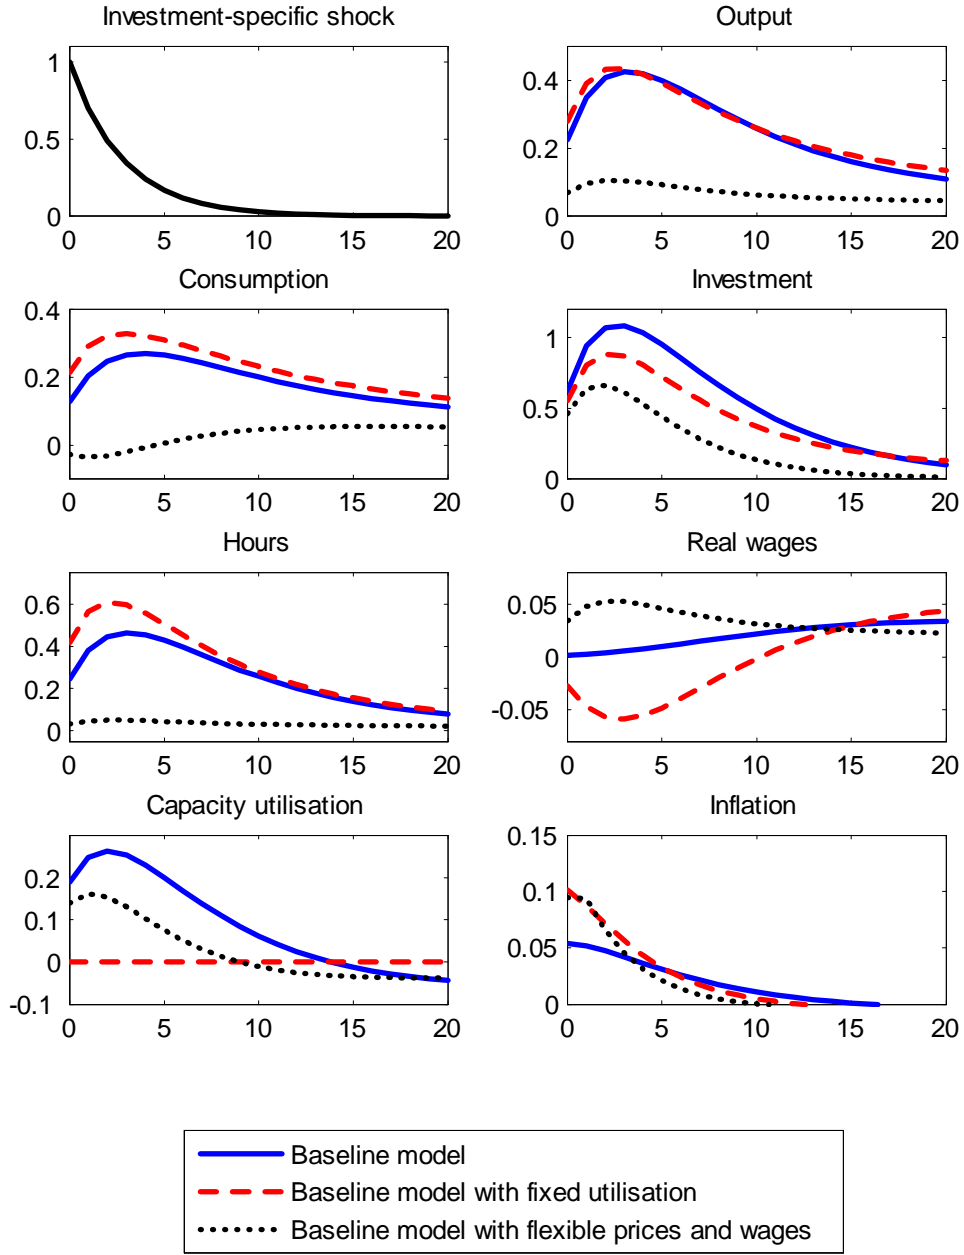 Investment-specific shock
1
0.5
0
0 5 10 15 20
Output
0.4
0.2
0
0 5 10 15 20
Consumption
0.4
0.2
0
0 5 10 15 20
Investment
1
0.5
0
0 5 10 15 20
Hours
0.6
0.4
0.2
0
0 5 10 15 20
Real wages
0.05
0
-0.05
0 5 10 15 20
Capacity utilisation
0.2
0.1
0
-0.1
0 5 10 15 20
Inflation
0.15
0.1
0.05
0
0 5 10 15 20
Baseline model
Baseline model with fixed utilisation
Baseline model with flexible prices and wages